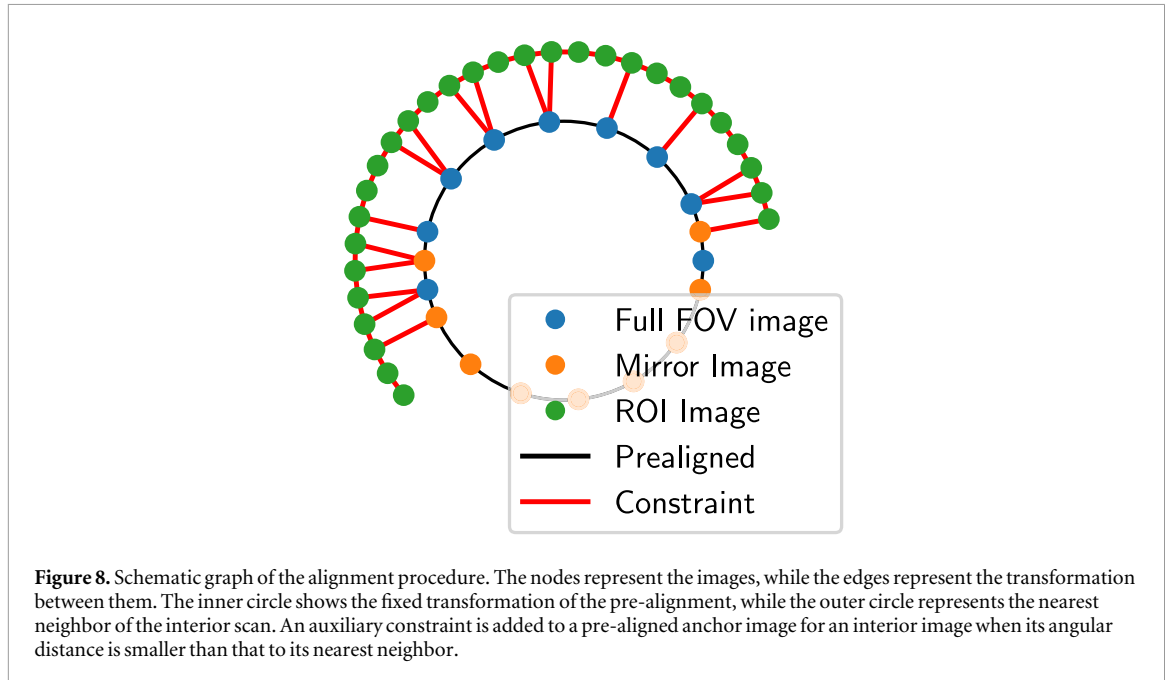 Full FOV image
Mirror Image
ROI Image
Prealigned
Constraint
Figure 8. Schematic graph of the alignment procedure. The nodes represent the images, while the edges represent the transformation
between them. The inner circle shows the fixed transformation of the pre-alignment, while the outer circle represents the nearest
neighbor of the interior scan. An auxiliary constraint is added to a pre-aligned anchor image for an interior image when its angular
distance is smaller than that to its nearest neighbor.